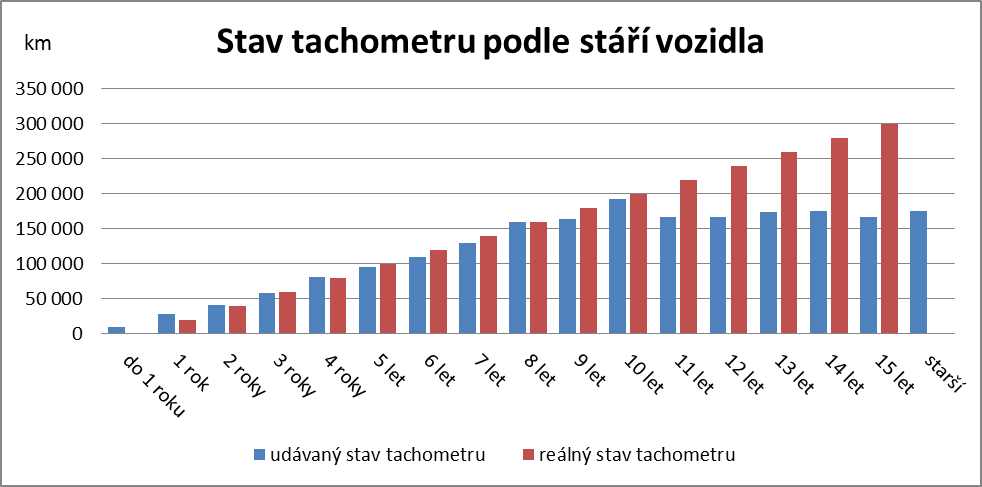 Stav tachometru podle stáří vozidla
km
350 000
300 000
250 000
200 000
150 000
100 000
50 000
0
do 1 roku
1 rok
2 roky
3 roky
4 roky
5 let
6 let
7 let
8 let
9 let
10 let
11 let
12 let
13 let
14 let
15 let
starší
udávaný stav tachometru
reálný stav tachometru